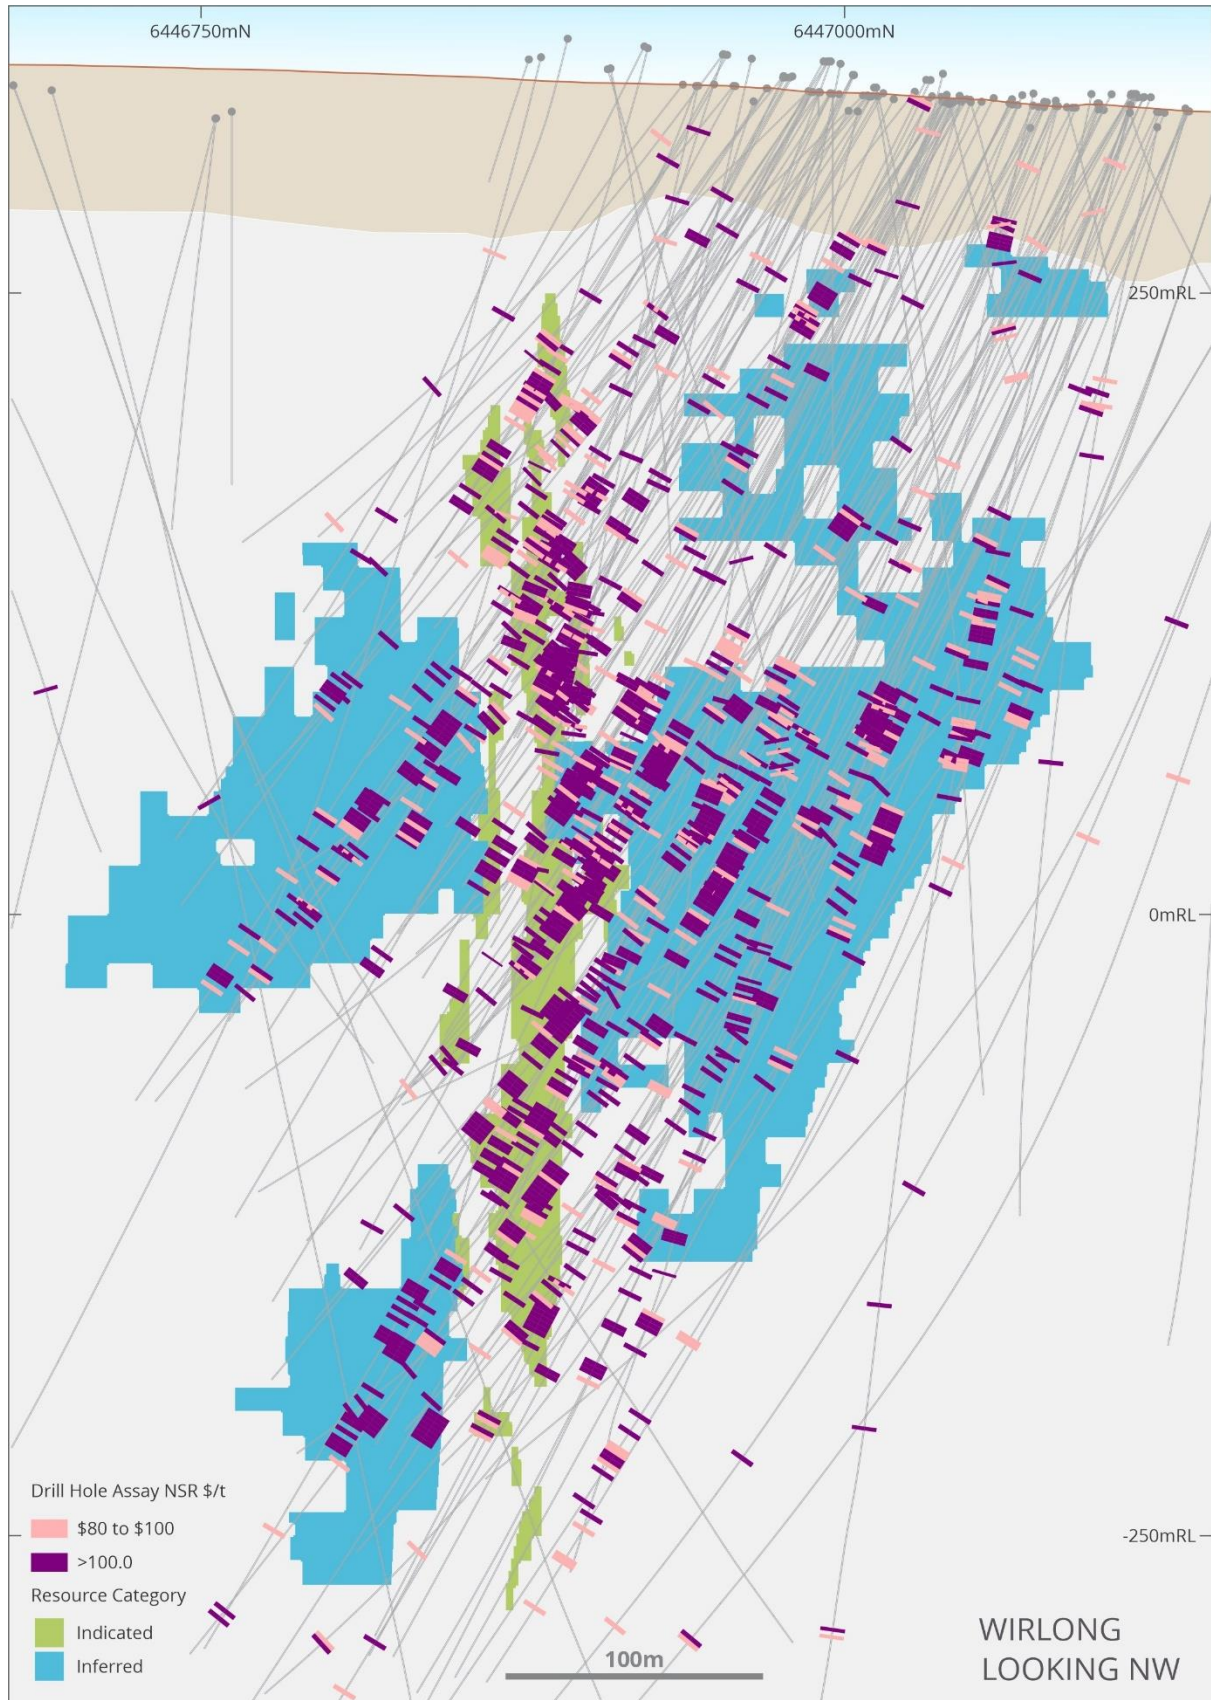 6446750mN
6447000mN
250mRL
0mRL
-250mRL
Drill Hole Assay NSR $/t
$80 to $100
>100.0
Resource Category
Indicated
Inferred
100m
WIRLONG
LOOKING NW